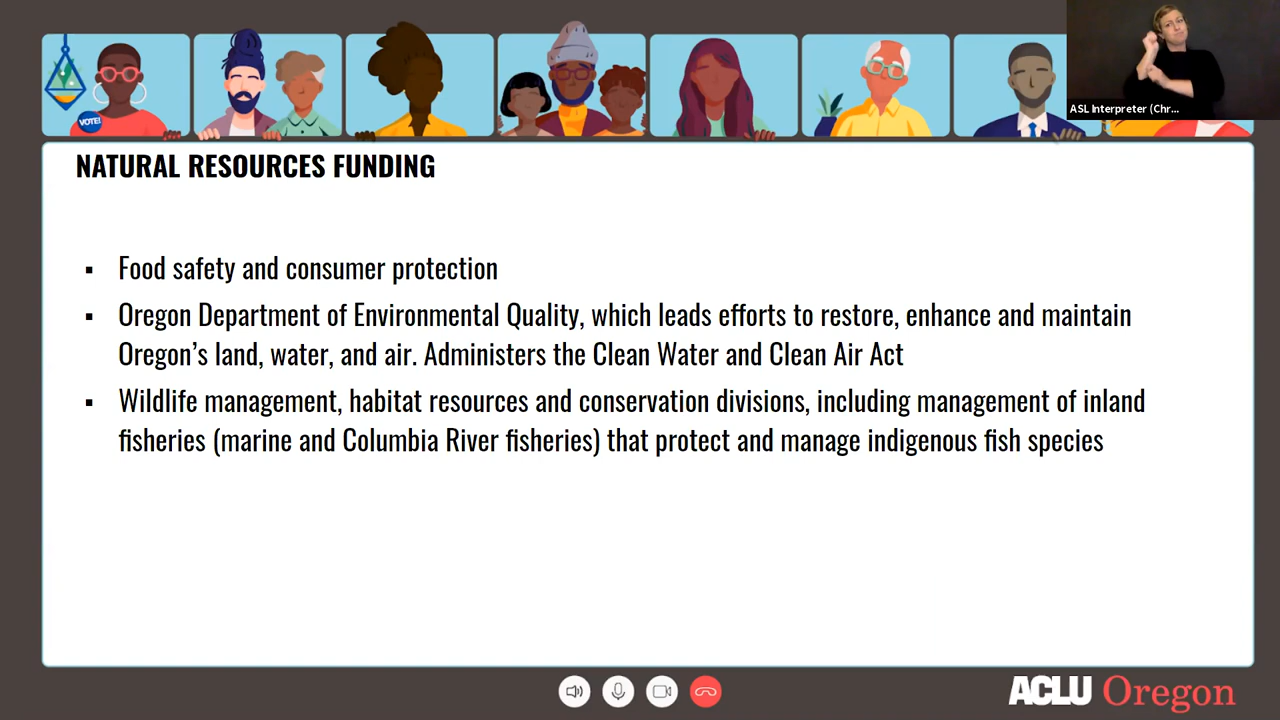 VOTE!
ASL Interpreter (Chr...
NATURAL RESOURCES FUNDING
▪ Food safety and consumer protection
▪ Oregon Department of Environmental Quality, which leads efforts to restore, enhance and maintain
Oregon’s land, water, and air. Administers the Clean Water and Clean Air Act
▪ Wildlife management, habitat resources and conservation divisions, including management of inland
fisheries (marine and Columbia River fisheries) that protect and manage indigenous fish species
ACLU Oregon